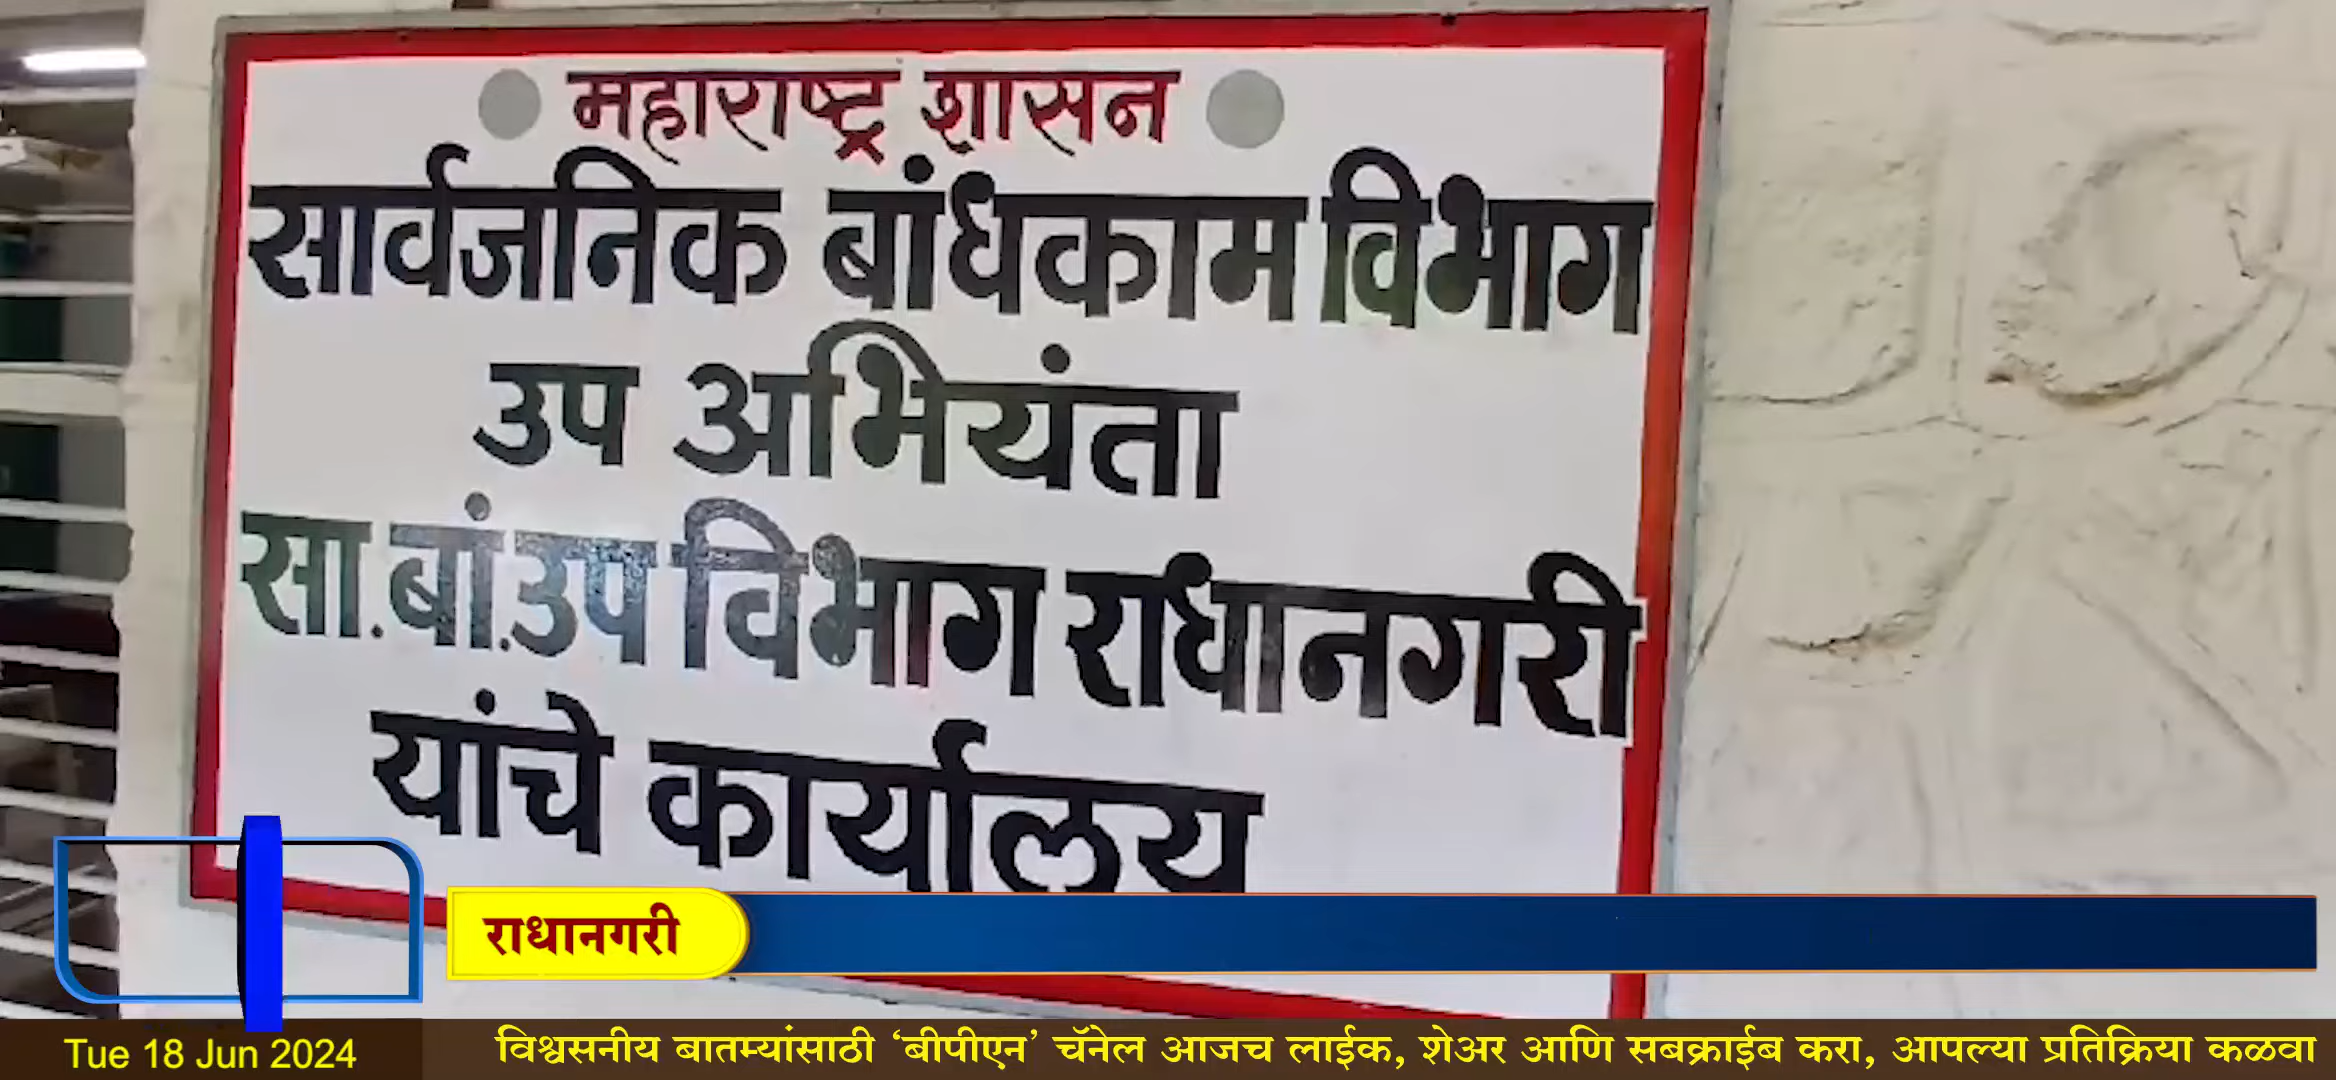 महाराष्ट्र शासन
सार्वजनिक बांधकाम विभाग
उप अभियंता
सा.बां.उप विभाग राधानगरी
यांचे कार्यालय
राधानगरी
Tue 18 Jun 2024
विश्वसनीय बातम्यांसाठी ‘बीपीएन’ चॅनेल आजच लाईक, शेअर आणि सबक्राईब करा, आपल्या प्रतिक्रिया कळवा